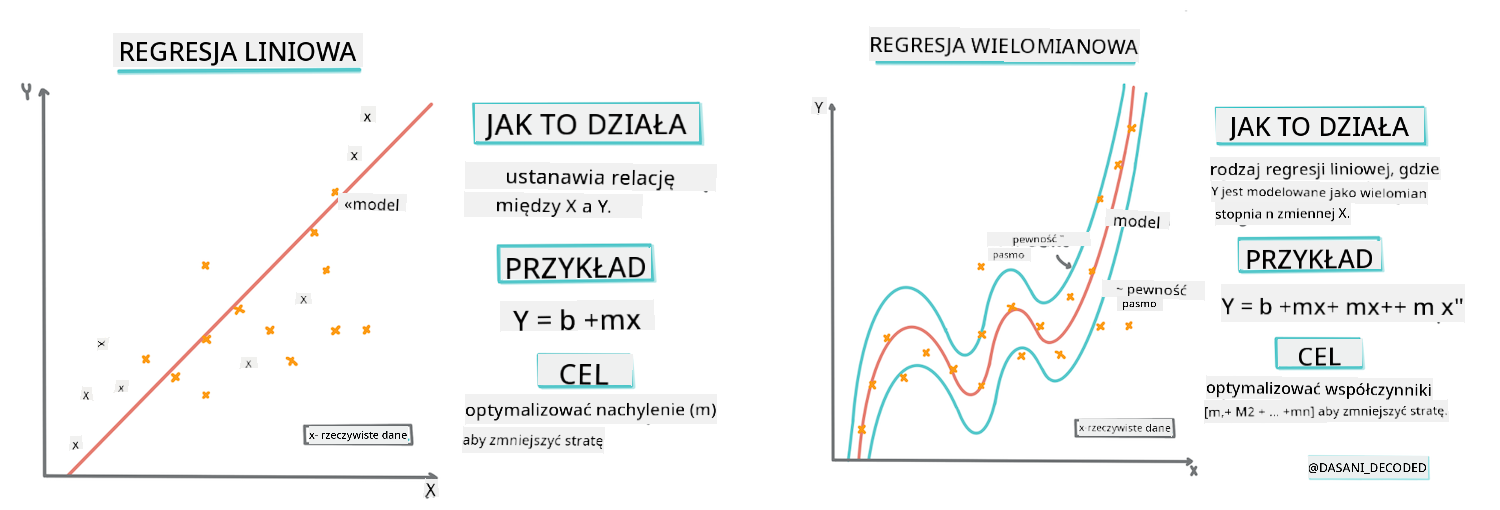 REGRESJA LINIOWA
Y
«model
x- rzeczywiste dane
X
JAK TO DZIAŁA
ustanawia relację
między X a Y.
PRZYKŁAD
Y = b +mx
CEL
optymalizować nachylenie (m)
aby zmniejszyć stratę
REGRESJA WIELOMIANOWA
Y
pewność
pasmo
model
~ pewność
pasmo
x-rzeczywiste dane
x
JAK TO DZIAŁA
rodzaj regresji liniowej, gdzie
Y jest modelowane jako wielomian
stopnia n zmiennej X.
PRZYKŁAD
Y = b +mx+ mx++ m x"
CEL
optymalizować współczynniki
[m,+ M2 + ... +mn] aby zmniejszyć stratę.
@DASANI_DECODED